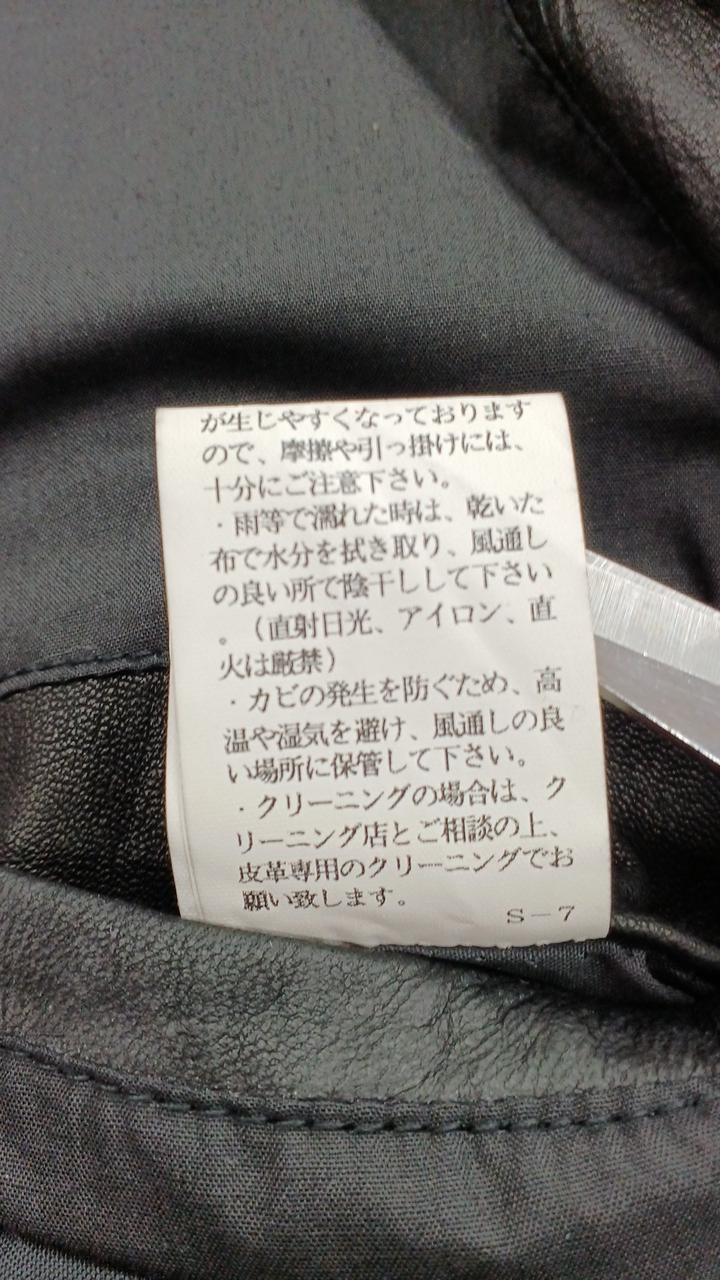 が生じやすくなっております
ので、摩擦や引っ掛けには、
十分にご注意下さい。
・雨等で濡れた時は、乾いた
布で水分を拭き取り、風通し
の良い所で陰干しして下さい
。（直射日光、アイロン、直
火は厳禁）
・カビの発生を防ぐため、高
温や湿気を避け、風通しの良
い場所に保管して下さい。
・クリーニングの場合は、ク
リーニング店とご相談の上、
皮革専用のクリーニングでお
願い致します。
S－7